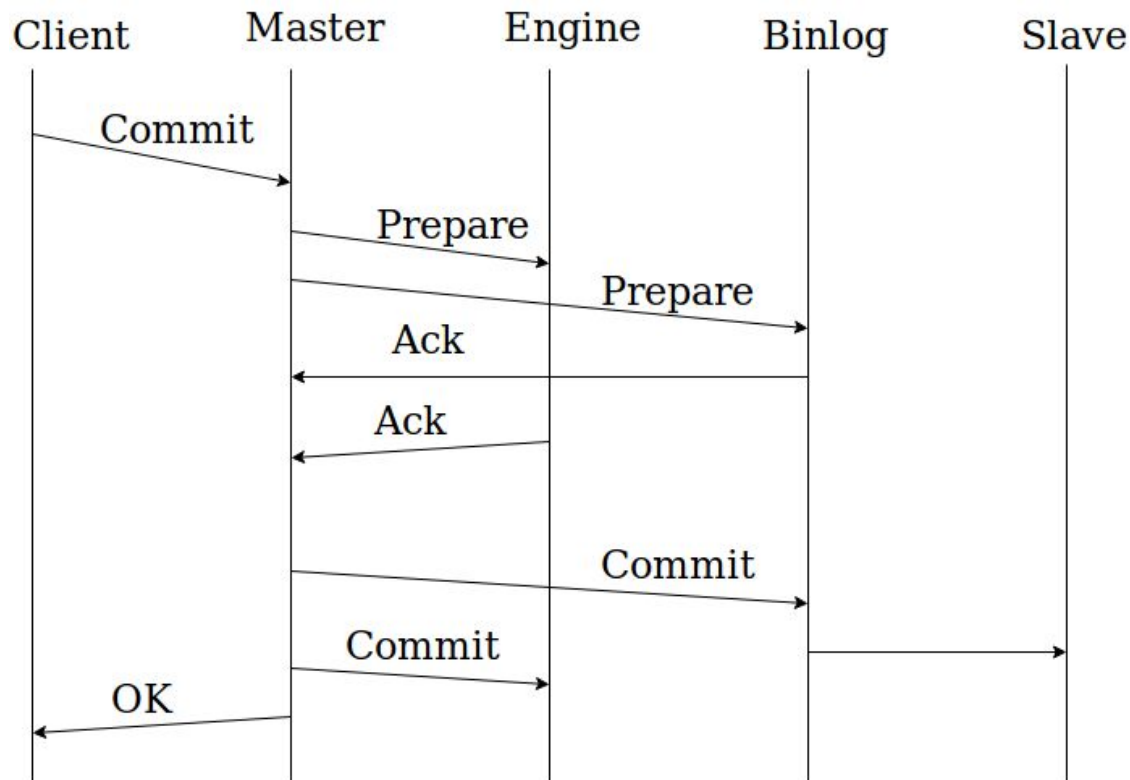 Client
Master
Engine
Binlog
Slave
Commit
Prepare
Prepare
Ack
Ack
Commit
Commit
OK